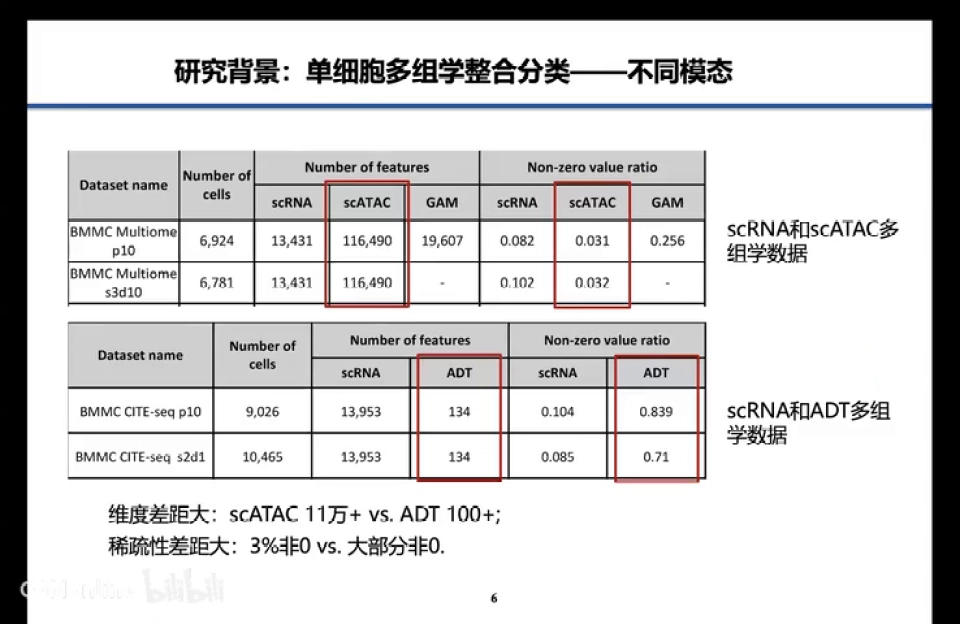 研究背景：单细胞多组学整合分类——不同模态
Dataset name Number of cells Number of features Non-zero value ratio
scRNA scATAC GAM scRNA scATAC GAM
BMMC Multiome p10 6,924 13,431 116,490 19,607 0.082 0.031 0.256
BMMC Multiome s3d10 6,781 13,431 116,490 - 0.102 0.032 -
scRNA和scATAC多
组学数据
Dataset name Number of cells Number of features Non-zero value ratio
scRNA ADT scRNA ADT
BMMC CITE-seq p10 9,026 13,953 134 0.104 0.839
BMMC CITE-seq s2d1 10,465 13,953 134 0.085 0.71
scRNA和ADT多组
学数据
维度差距大：scATAC 11万+ vs. ADT 100+;
稀疏性差距大：3%非0 vs. 大部分非0.
bilibili
6